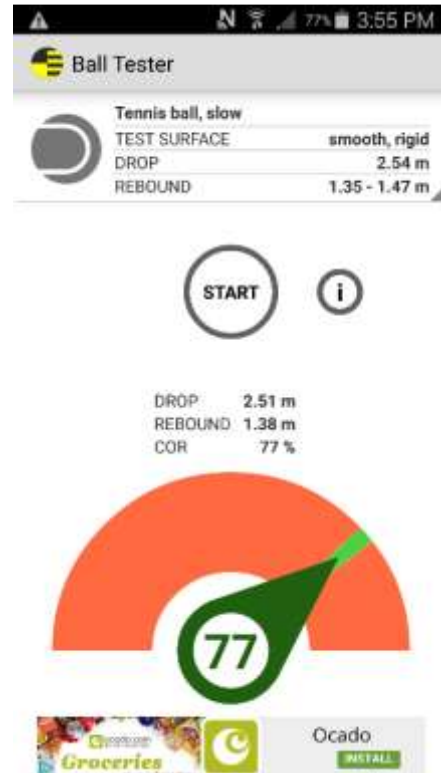 77% 3:55 PM
Ball Tester
Tennis ball, slow
TEST SURFACE smooth, rigid
DROP 2.54 m
REBOUND 1.35 - 1.47 m
START i
DROP 2.51 m
REBOUND 1.38 m
COR 77 %
77
Ocado
Groceries
INSTALL